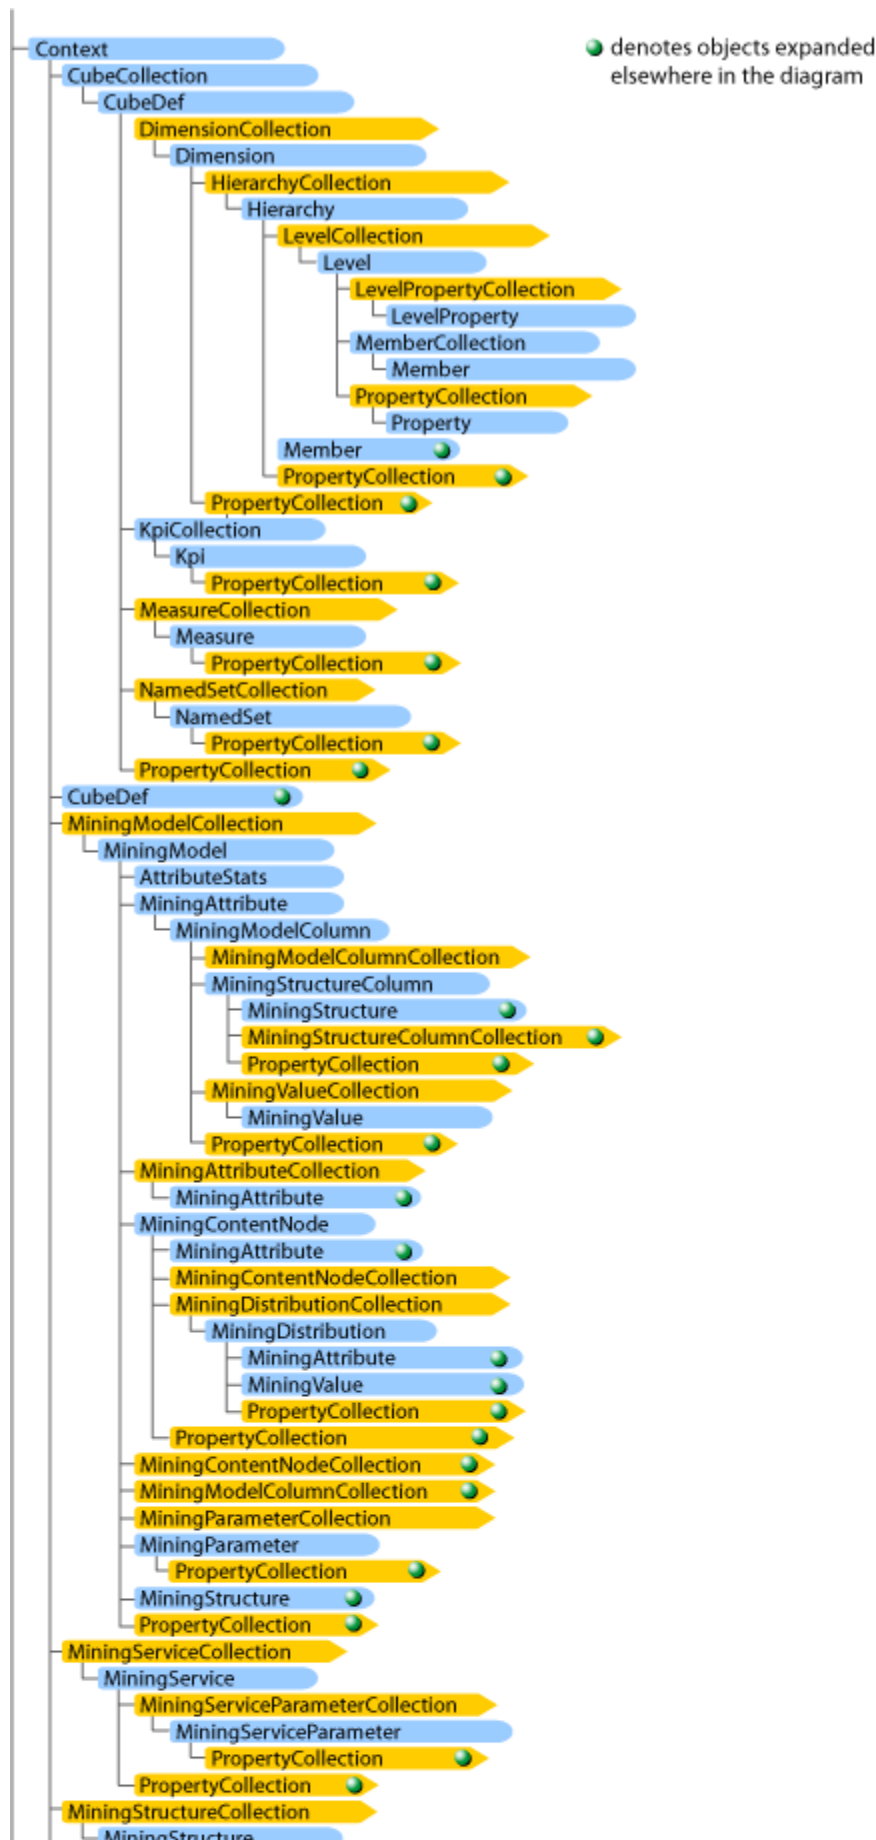 Context
denotes objects expanded
elsewhere in the diagram
CubeCollection
CubeDef
DimensionCollection
Dimension
HierarchyCollection
Hierarchy
LevelCollection
Level
LevelPropertyCollection
LevelProperty
MemberCollection
Member
PropertyCollection
Property
Member
PropertyCollection
PropertyCollection
KpiCollection
Kpi
PropertyCollection
MeasureCollection
Measure
PropertyCollection
NamedSetCollection
NamedSet
PropertyCollection
PropertyCollection
CubeDef
MiningModelCollection
MiningModel
AttributeStats
MiningAttribute
MiningModelColumn
MiningModelColumnCollection
MiningStructureColumn
MiningStructure
MiningStructureColumnCollection
PropertyCollection
MiningValueCollection
MiningValue
PropertyCollection
MiningAttributeCollection
MiningAttribute
MiningContentNode
MiningAttribute
MiningContentNodeCollection
MiningDistributionCollection
MiningDistribution
MiningAttribute
MiningValue
PropertyCollection
PropertyCollection
MiningContentNodeCollection
MiningModelColumnCollection
MiningParameterCollection
MiningParameter
PropertyCollection
MiningStructure
PropertyCollection
MiningServiceCollection
MiningService
MiningServiceParameterCollection
MiningServiceParameter
PropertyCollection
PropertyCollection
MiningStructureCollection
MiningStructure